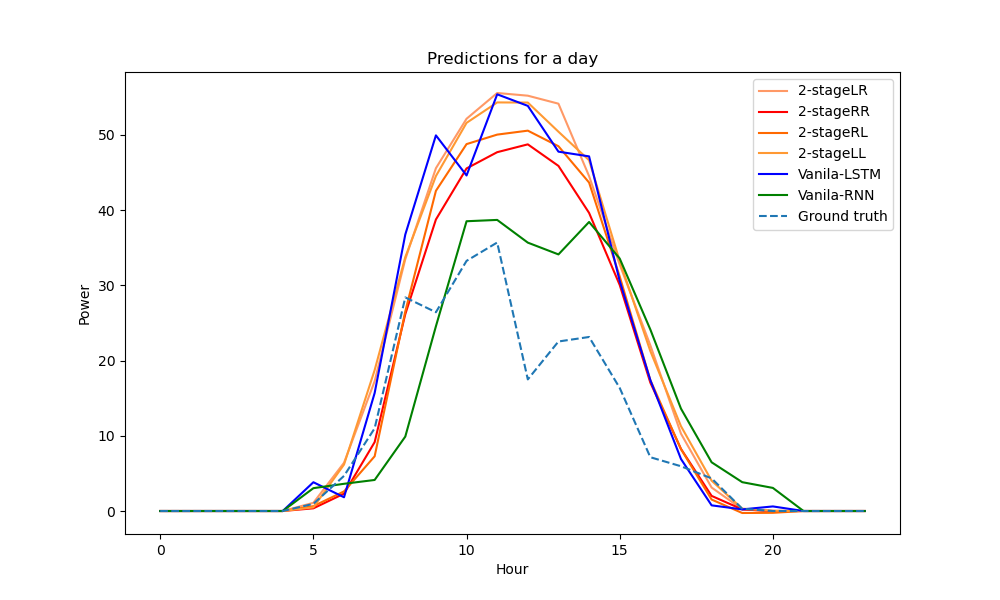 Predictions for a day
2-stageLR
2-stageRR
2-stageRL
2-stageLL
Vanila-LSTM
Vanila-RNN
Ground truth
50
40
30
20
10
0
Power
0 5 10 15 20
Hour